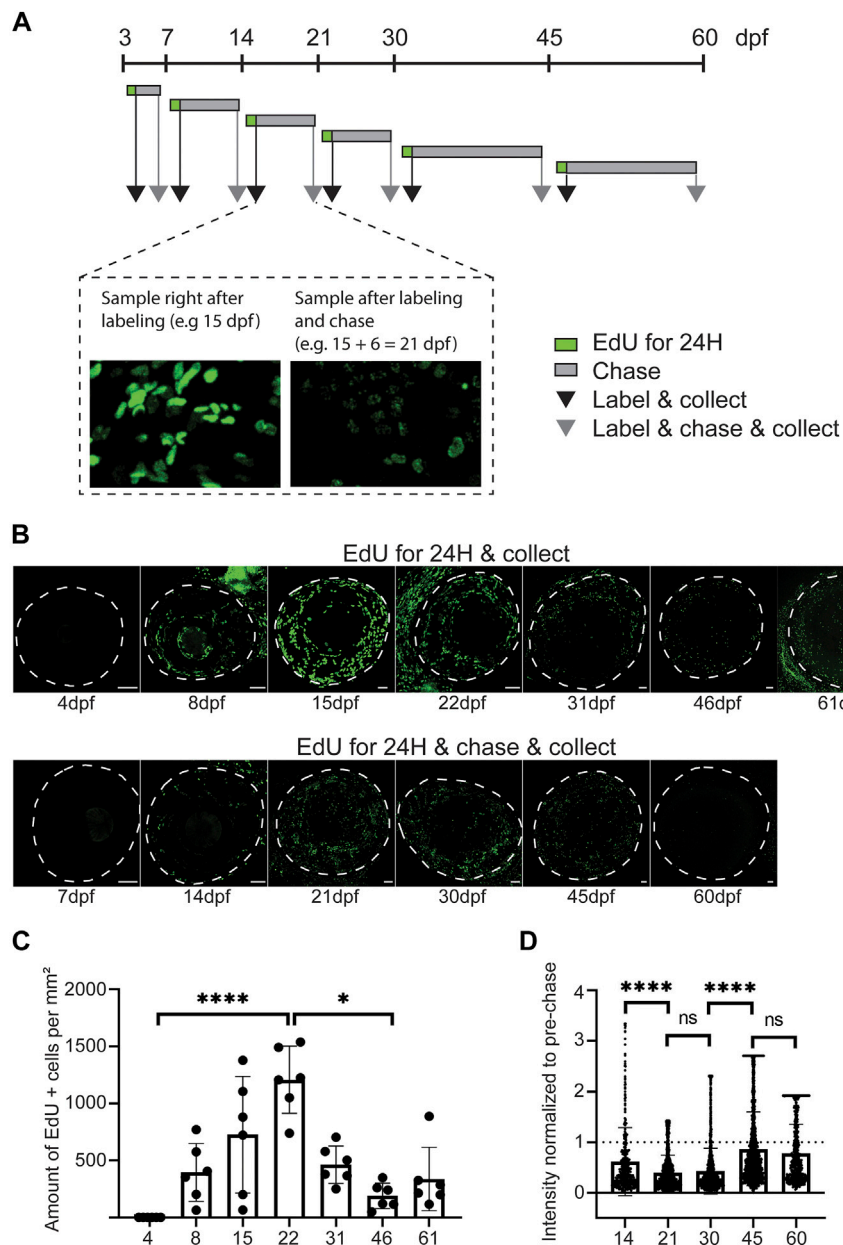 A
3 7 14 21 30 45 60 dpf
Sample right after
labeling (e.g 15 dpf)
Sample after labeling
and chase
(e.g. 15 + 6 = 21 dpf)
EdU for 24H
Chase
Label & collect
Label & chase & collect
B
EdU for 24H & collect
4dpf 8dpf 15dpf 22dpf 31dpf 46dpf 61d
EdU for 24H & chase & collect
7dpf 14dpf 21dpf 30dpf 45dpf 60dpf
C
Amount of EdU + cells per mm²
2000
1500
1000
500
**** *
4 8 15 22 31 46 61
D
Intensity normalized to pre-chase
4
3
2
1
0
**** ns **** ns
14 21 30 45 60